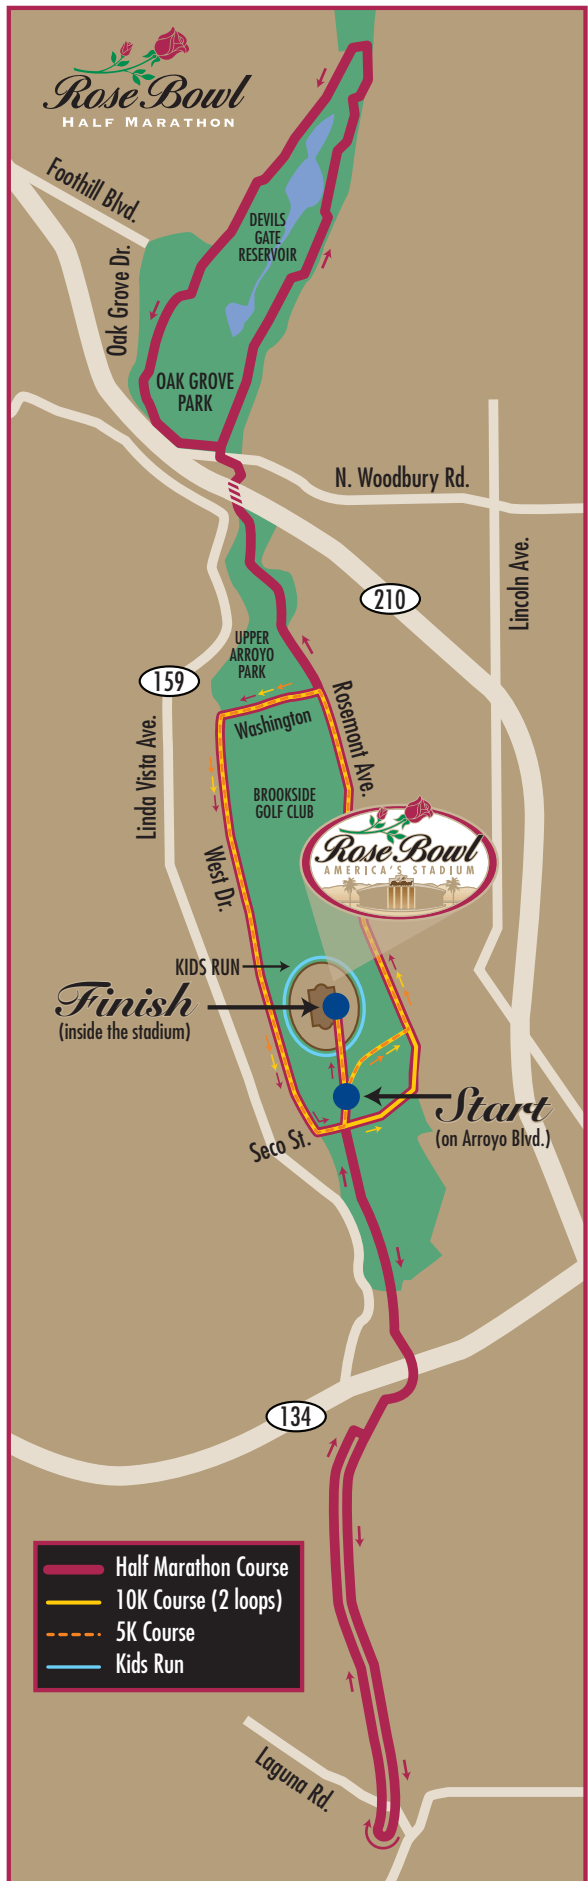 Rose Bowl
HALF MARATHON
Foothill Blvd.
Oak Grove Dr.
DEVILS
GATE
RESERVOIR
OAK GROVE
PARK
N. Woodbury Rd.
Lincoln Ave.
210
UPPER
ARROYO
PARK
159
Rosemont Ave.
Washington
Linda Vista Ave.
BROOKSIDE
GOLF CLUB
Rose Bowl
AMERICA'S STADIUM
West Dr.
KIDS RUN
Finish
(inside the stadium)
Start
(on Arroyo Blvd.)
Seco St.
134
Half Marathon Course
10K Course (2 loops)
5K Course
Kids Run
Laguna Rd.